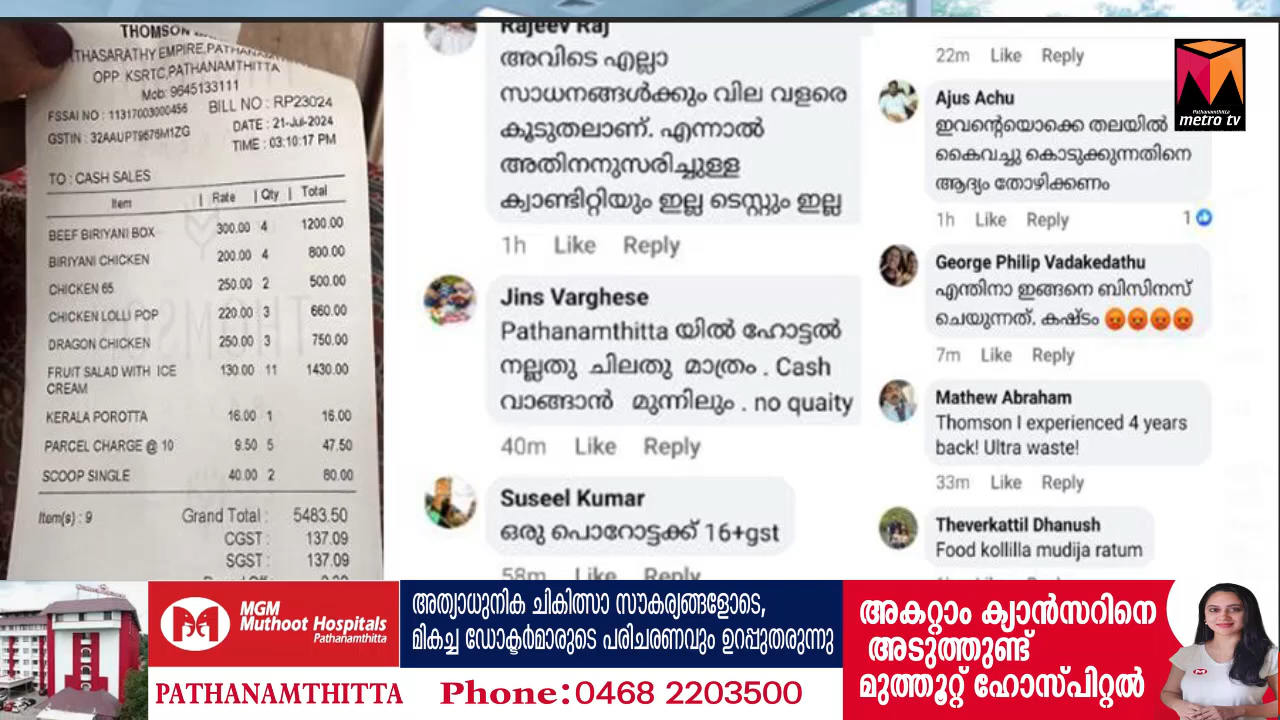 THOMSON
THASARATHY EMPIRE,PATHANAM
OPP. KSRTC,PATHANAMTHITTA
Mob: 9645133111
FSSAI NO : 11317003000456 BILL NO : RP23024
GSTIN : 32AAUPT9676M1ZG DATE : 21-Jul-2024
TIME : 03:10:17 PM
TO : CASH SALES
Item | Rate | Qty | Total
BEEF BIRIYANI BOX 300.00 4 1200.00
BIRIYANI CHICKEN 200.00 4 800.00
CHICKEN 65 250.00 2 500.00
CHICKEN LOLLI POP 220.00 3 660.00
DRAGON CHICKEN 250.00 3 750.00
FRUIT SALAD WITH ICE 130.00 11 1430.00
CREAM
KERALA POROTTA 16.00 1 16.00
PARCEL CHARGE @ 10 9.50 5 47.50
SCOOP SINGLE 40.00 2 80.00
Item(s) : 9 Grand Total : 5483.50
CGST : 137.09
SGST : 137.09
Rajeev Raj
അവിടെ എല്ലാ
സാധനങ്ങൾക്കും വില വളരെ
കൂടുതലാണ്. എന്നാൽ
അതിനനുസരിച്ചുള്ള
ക്വാണ്ടിറ്റിയും ഇല്ല ടെസ്റ്റും ഇല്ല
1h Like Reply
Jins Varghese
Pathanamthitta യിൽ ഹോട്ടൽ
നല്ലതു ചിലതു മാത്രം . Cash
വാങ്ങാൻ മുന്നിലും . no quaity
40m Like Reply
Suseel Kumar
ഒരു പൊറോട്ടക്ക് 16+gst
58m Like Reply
22m Like Reply
Ajus Achu
ഇവന്റെയൊക്കെ തലയിൽ
കൈവച്ചു കൊടുക്കുന്നതിനെ
ആദ്യം തോഴിക്കണം
1h Like Reply 1
George Philip Vadakedathu
എന്തിനാ ഇങ്ങനെ ബിസിനസ്
ചെയുന്നത്. കഷ്ടം 😡😡😡😡
7m Like Reply
Mathew Abraham
Thomson I experienced 4 years
back! Ultra waste!
33m Like Reply
Theverkattil Dhanush
Food kollilla mudija ratum
Pathanamthitta
metro tv
MGM
Muthoot Hospitals
Pathanamthitta
അത്യാധുനിക ചികിത്സാ സൗകര്യങ്ങളോടെ,
മികച്ച ഡോക്ടർമാരുടെ പരിചരണവും ഉറപ്പുതരുന്നു
PATHANAMTHITTA Phone:0468 2203500
അകറ്റാം ക്യാൻസറിനെ
അടുത്തുണ്ട്
മുത്തൂറ്റ് ഹോസ്പിറ്റൽ